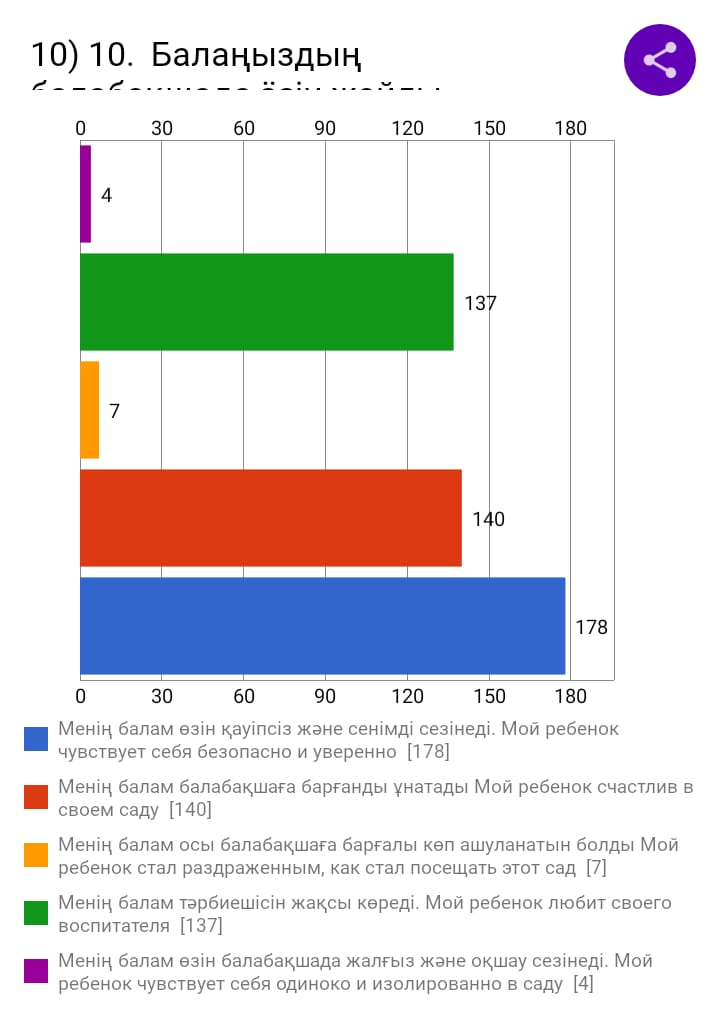 10) 10. Балаңыздың
0 30 60 90 120 150 180
4
137
7
140
178
0 30 60 90 120 150 180
Менің балам өзін қауіпсіз және сенімді сезінеді. Мой ребенок
чувствует себя безопасно и уверенно [178]
Менің балам балабақшаға барғанды ұнатады Мой ребенок счастлив в
своем саду [140]
Менің балам осы балабақшаға барғалы көп ашуланатын болды Мой
ребенок стал раздраженным, как стал посещать этот сад [7]
Менің балам тәрбиешісін жақсы көреді. Мой ребенок любит своего
воспитателя [137]
Менің балам өзін балабақшада жалғыз және оқшау сезінеді. Мой
ребенок чувствует себя одиноко и изолированно в саду [4]